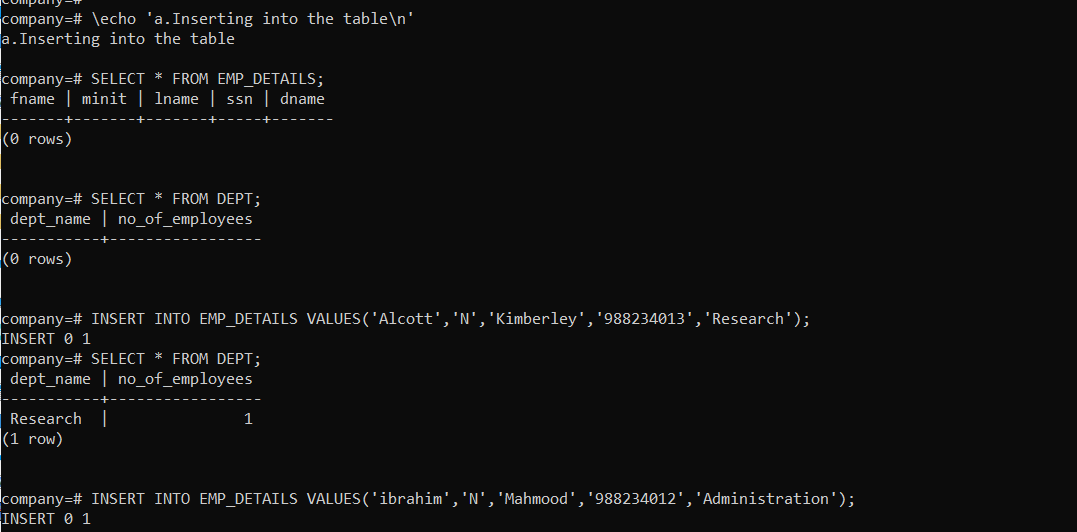 company=#
company=# \echo 'a.Inserting into the table\n'
a.Inserting into the table
company=# SELECT * FROM EMP_DETAILS;
fname | minit | lname | ssn | dname
-------+-------+-------+-----+-------
(0 rows)
company=# SELECT * FROM DEPT;
dept_name | no_of_employees
-----------+-----------------
(0 rows)
company=# INSERT INTO EMP_DETAILS VALUES('Alcott','N','Kimberley','988234013','Research');
INSERT 0 1
company=# SELECT * FROM DEPT;
dept_name | no_of_employees
-----------+-----------------
Research | 1
(1 row)
company=# INSERT INTO EMP_DETAILS VALUES('ibrahim','N','Mahmood','988234012','Administration');
INSERT 0 1